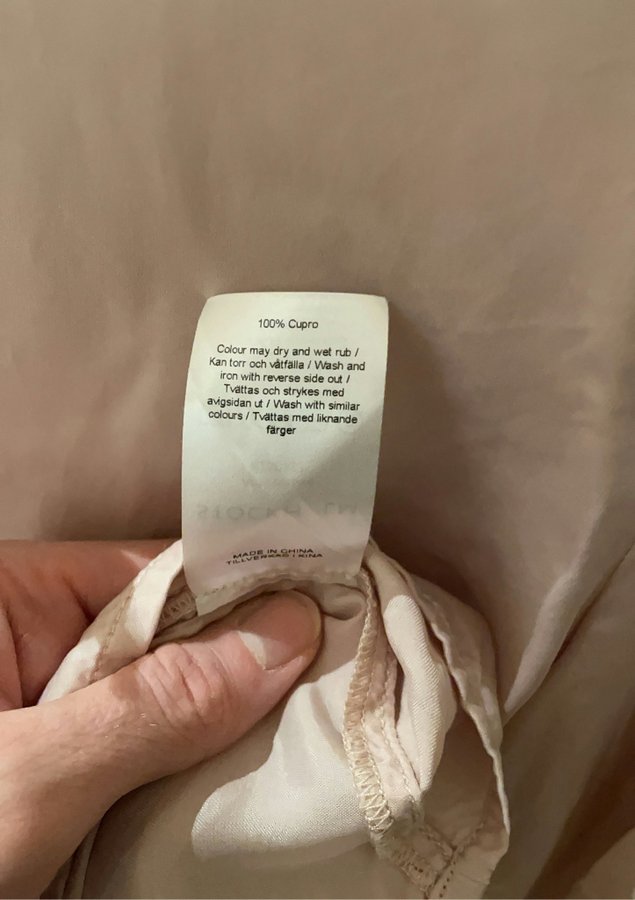 100% Cupro
Colour may dry and wet rub /
Kan torr och våtfälla / Wash and
iron with reverse side out /
Tvättas och strykes med
avigsidan ut / Wash with similar
colours / Tvättas med liknande
färger
MADE IN CHINA
TILLVERKAD I KINA